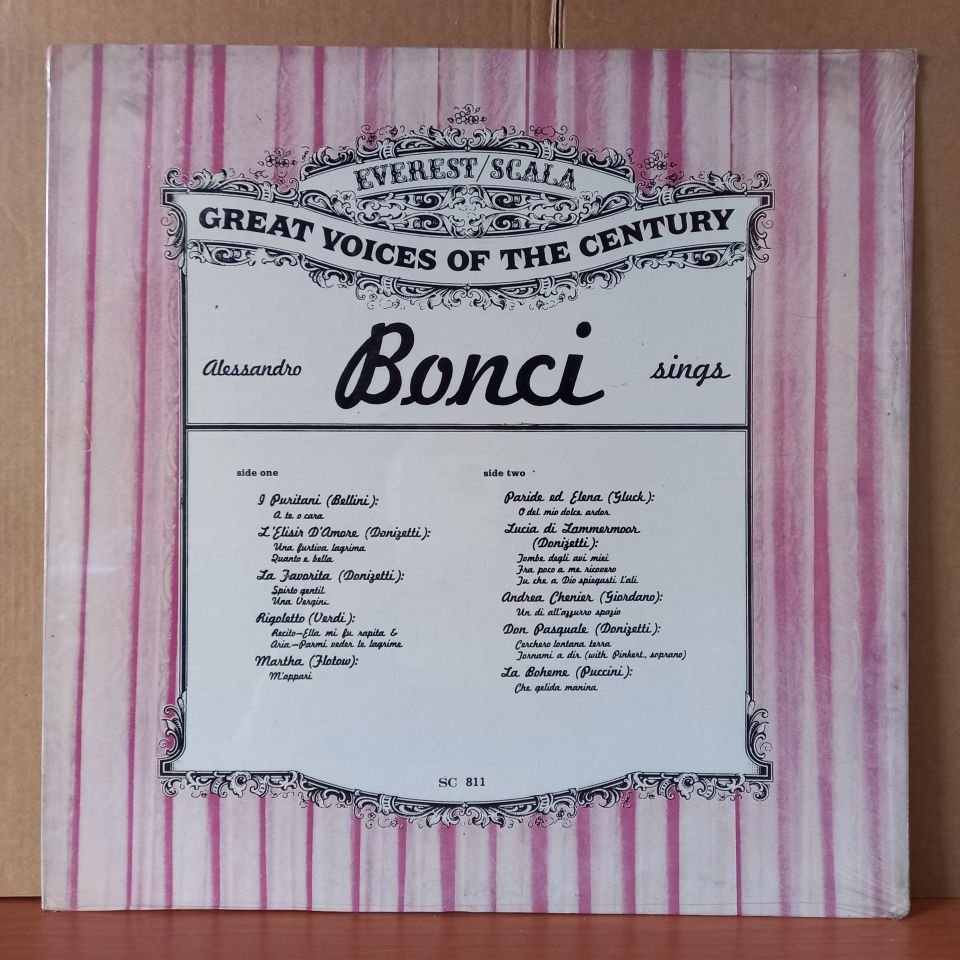 EVEREST/SCALA
GREAT VOICES OF THE CENTURY
Alessandro Bonci sings
side one
I Puritani (Bellini):
A te o cara
L'Elisir D'Amore (Donizetti):
Una furtiva lagrima
Quanto e bella
La Favorita (Donizetti):
Spirto gentil
Una Vergini
Rigoletto (Verdi):
Recito—Ella mi fu rapita &
Aria—Parmi veder le lagrime
Martha (Flotow):
M'appari
side two
Paride ed Elena (Gluck):
O del mio dolce ardor
Lucia di Lammermoor
(Donizetti):
Tombe degli avi miei
Fra poco a me ricovero
Tu che a Dio spiegasti l'ali
Andrea Chenier (Giordano):
Un di all'azzurro spazio
Don Pasquale (Donizetti):
Cerchero lontana terra
Tornami a dir (with Pinkert, soprano)
La Boheme (Puccini):
Che gelida manina
SC 811